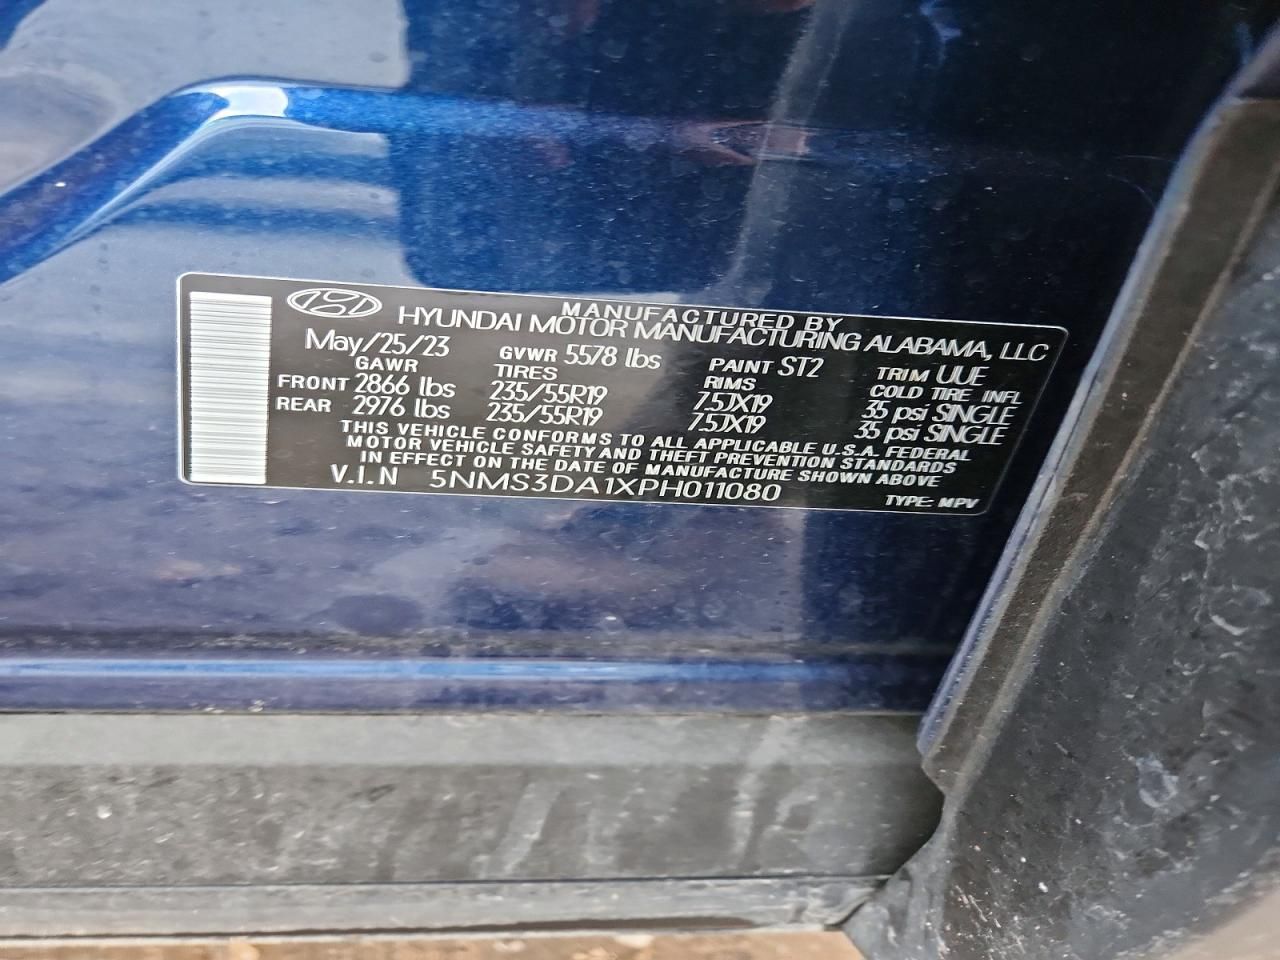 MANUFACTURED BY
HYUNDAI MOTOR MANUFACTURING ALABAMA, LLC
May/25/23 GVWR 5578 lbs PAINT ST2 TRIM UUE
GAWR TIRES RIMS COLD TIRE INFL
FRONT 2866 lbs 235/55R19 7.5JX19 35 psi SINGLE
REAR 2976 lbs 235/55R19 7.5JX19 35 psi SINGLE
THIS VEHICLE CONFORMS TO ALL APPLICABLE U.S.A. FEDERAL
MOTOR VEHICLE SAFETY AND THEFT PREVENTION STANDARDS
IN EFFECT ON THE DATE OF MANUFACTURE SHOWN ABOVE
V.I.N 5NMS3DA1XPH011080 TYPE: MPV